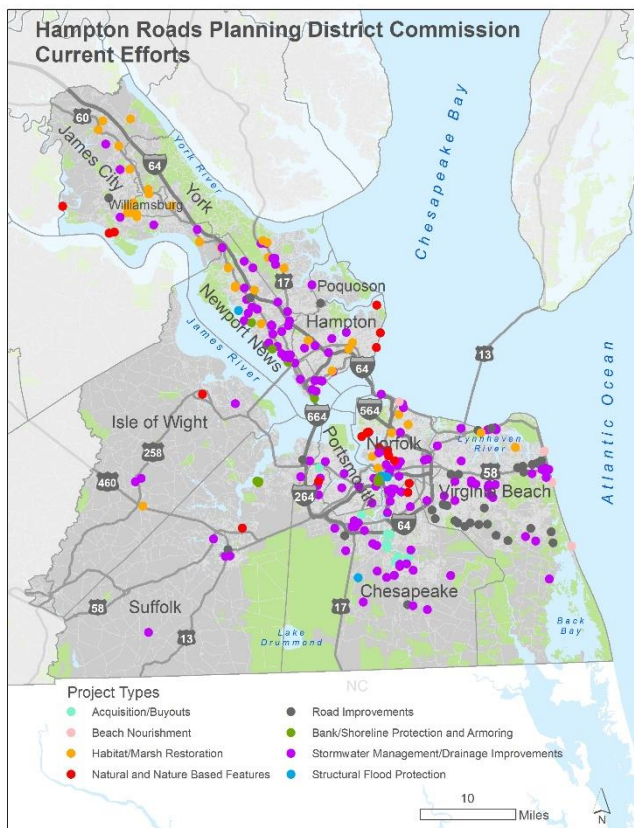 Hampton Roads Planning District Commission
Current Efforts
60
James City
64
York River
York
Williamsburg
Chesapeake Bay
17
Poquoson
Newport News
Hampton
James River
13
64
Atlantic Ocean
664
564
Isle of Wight
Portsmouth
Norfolk
Lynnhaven
River
258
58
460
264
Virginia Beach
64
Chesapeake
58
Suffolk
17
13
Lake
Drummond
Back
Bay
NC
Project Types
Acquisition/Buyouts
Road Improvements
Beach Nourishment
Bank/Shoreline Protection and Armoring
Habitat/Marsh Restoration
Stormwater Management/Drainage Improvements
Natural and Nature Based Features
Structural Flood Protection
10
Miles
N